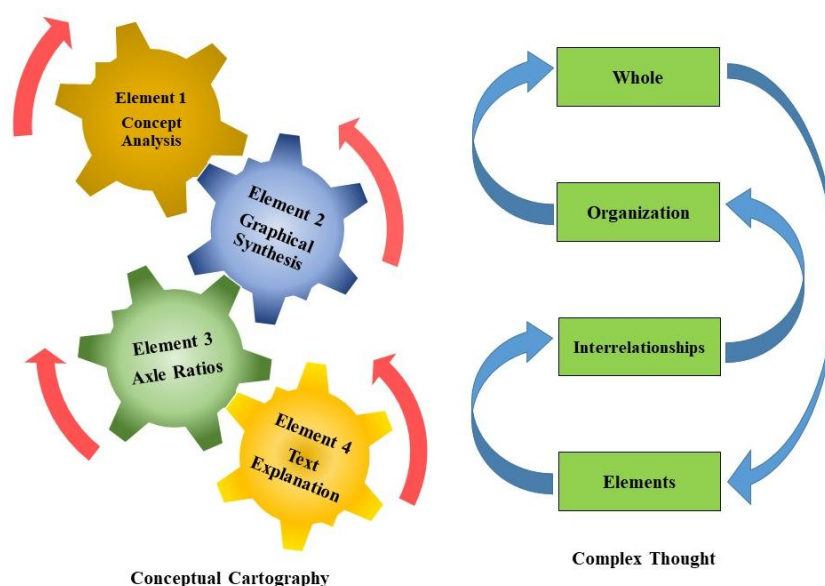 Element 1
Concept
Analysis
Element 2
Graphical
Synthesis
Element 3
Axle Ratios
Element 4
Text
Explanation
Conceptual Cartography
Whole
Organization
Interrelationships
Elements
Complex Thought